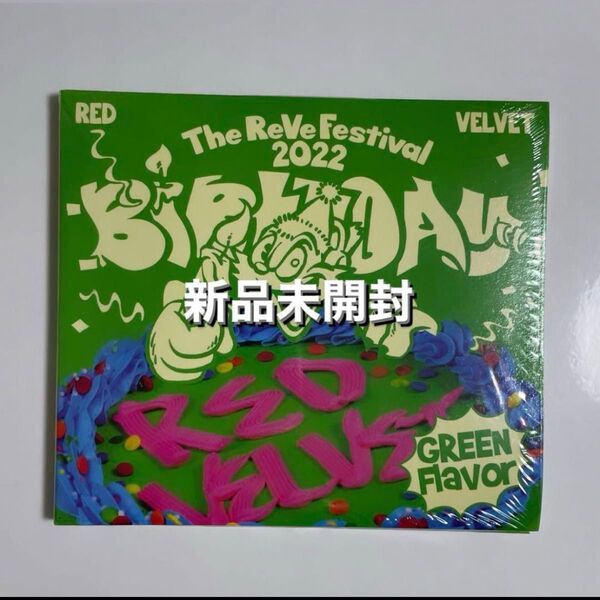 RED
VELVET
The ReVe Festival
2022
BiRthDAy
新品未開封
RED
VELVET
GREEN
Flavor